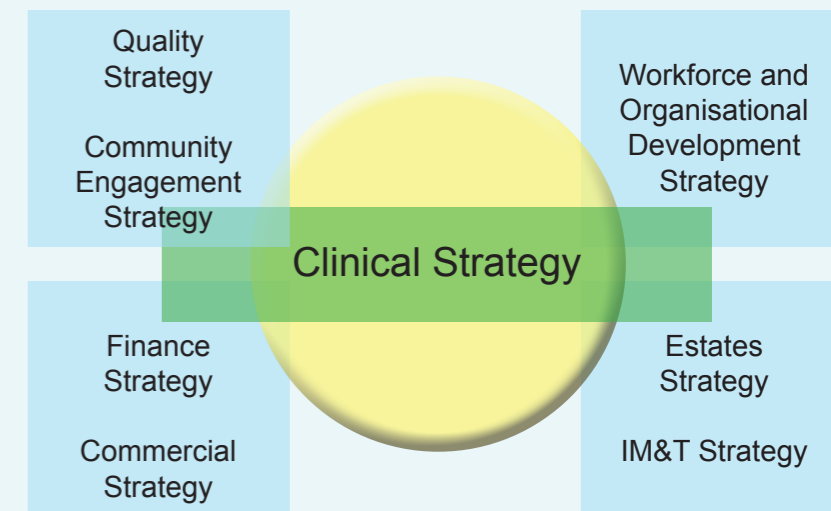 Quality
Strategy
Community
Engagement
Strategy
Workforce and
Organisational
Development
Strategy
Clinical Strategy
Finance
Strategy
Commercial
Strategy
Estates
Strategy
IM&T Strategy